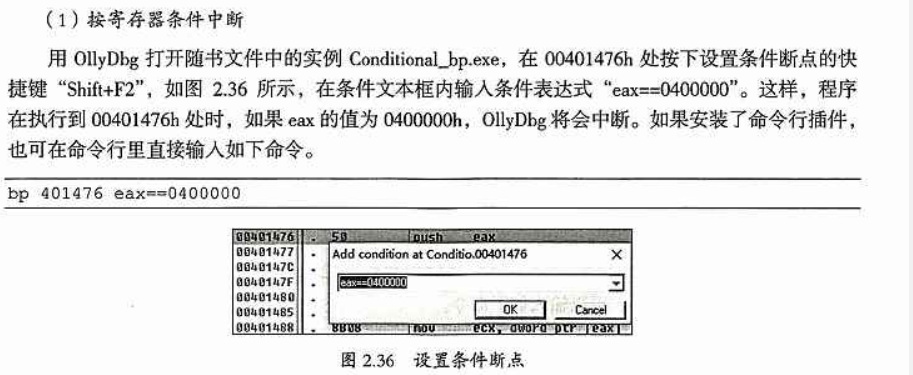 （1）按寄存器条件中断
用 OllyDbg 打开随书文件中的实例 Conditional_bp.exe，在 00401476h 处按下设置条件断点的快
捷键“Shift+F2”，如图 2.36 所示，在条件文本框内输入条件表达式“eax==0400000”。这样，程序
在执行到 00401476h 处时，如果 eax 的值为 0400000h，OllyDbg 将会中断。如果安装了命令行插件，
也可在命令行里直接输入如下命令。
bp 401476 eax==0400000
00401476 . 50 push eax
00401477 .
Add condition at Conditio.00401476
0040147C .
0040147F .
eax==0400000
00401480 .
00401485 .
OK Cancel
00401488 . 8B08 mov ecx, dword ptr [eax]
图 2.36 设置条件断点